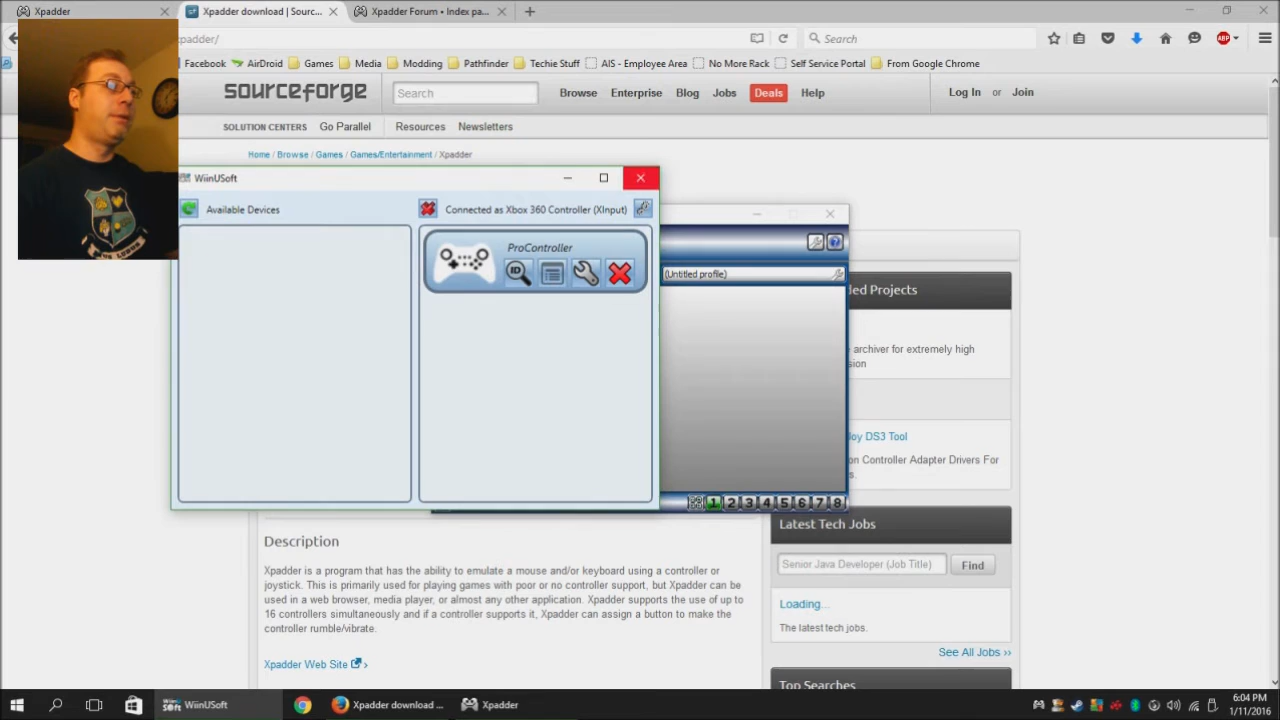 Xpadder
Xpadder download | Sourc...
Xpadder Forum • Index pa...
xpadder/
Search
Facebook
AirDroid
Games
Media
Modding
Pathfinder
Techie Stuff
AIS - Employee Area
No More Rack
Self Service Portal
From Google Chrome
sourceforge
Search
Browse
Enterprise
Blog
Jobs
Deals
Help
Log In or Join
SOLUTION CENTERS
Go Parallel
Resources
Newsletters
Home / Browse / Games / Games/Entertainment / Xpadder
WiinUSoft
Available Devices
Connected as Xbox 360 Controller (XInput)
ProController
ID
(Untitled profile)
1 2 3 4 5 6 7 8
ed Projects
archiver for extremely high
sion
oy DS3 Tool
on Controller Adapter Drivers For
s.
Description
Xpadder is a program that has the ability to emulate a mouse and/or keyboard using a controller or
joystick. This is primarily used for playing games with poor or no controller support, but Xpadder can be
used in a web browser, media player, or almost any other application. Xpadder supports the use of up to
16 controllers simultaneously and if a controller supports it, Xpadder can assign a button to make the
controller rumble/vibrate.
Xpadder Web Site
Latest Tech Jobs
Senior Java Developer (Job Title)
Find
Loading...
The latest tech jobs.
See All Jobs >>
Top Searches
WiinUSoft
Xpadder download ...
Xpadder
6:04 PM
1/11/2016